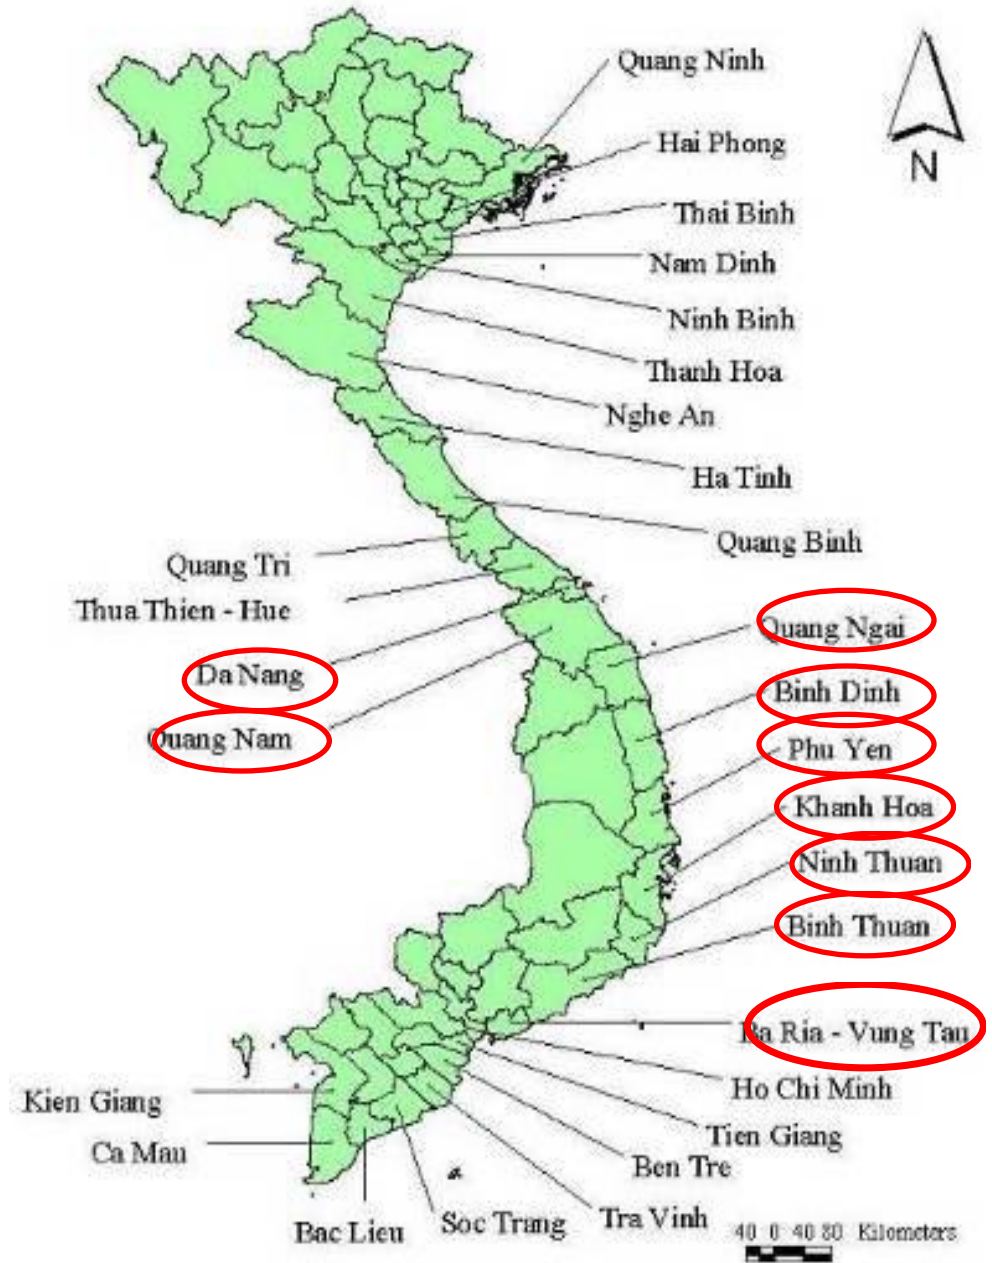 Quang Ninh
Hai Phong
N
Thai Binh
Nam Dinh
Ninh Binh
Thanh Hoa
Nghe An
Ha Tinh
Quang Binh
Quang Tri
Thua Thien - Hue
Quang Ngai
Da Nang
Binh Dinh
Quang Nam
Phu Yen
Khanh Hoa
Ninh Thuan
Binh Thuan
Ba Ria - Vung Tau
Ho Chi Minh
Kien Giang
Tien Giang
Ca Mau
Ben Tre
Tra Vinh
Soc Trang
Bac Lieu
40 0 40 80 Kilometers